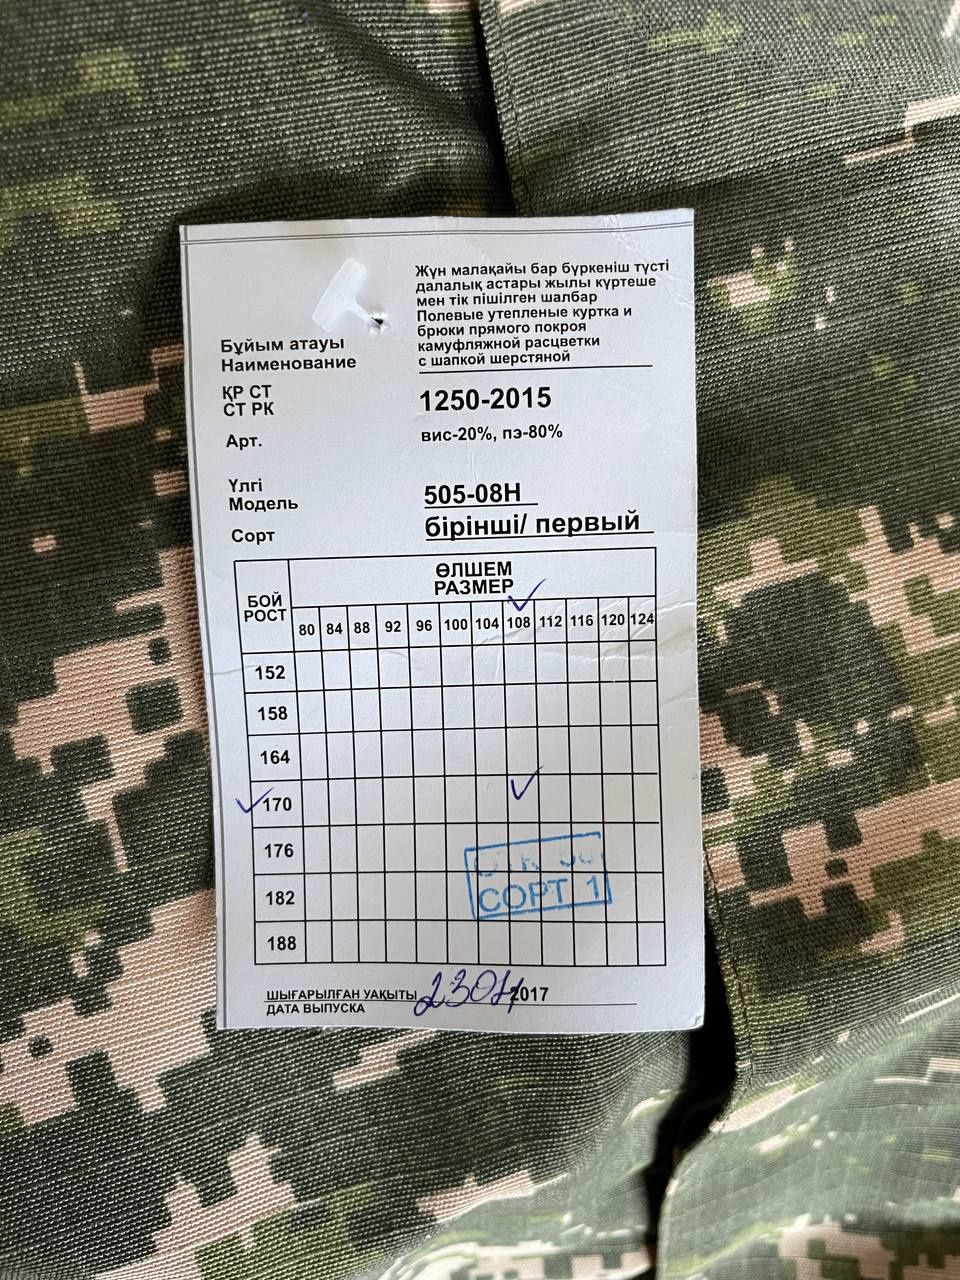 Жүн малақайы бар бүркеніш түсті
далалық астары жылы күртеше
мен тік пішілген шалбар
Полевые утепленые куртка и
брюки прямого покроя
камуфляжной расцветки
с шапкой шерстяной
Бұйым атауы
Наименование
ҚР СТ
СТ РК
1250-2015
Арт.
вис-20%, пэ-80%
Үлгі
Модель
505-08Н
Сорт
бірінші/ первый
БОЙ
РОСТ
ӨЛШЕМ
РАЗМЕР
80 84 88 92 96 100 104 108 112 116 120 124
152
158
164
170
176
182
188
СОРТ 1
ШЫҒАРЫЛҒАН УАҚЫТЫ
ДАТА ВЫПУСКА
2017